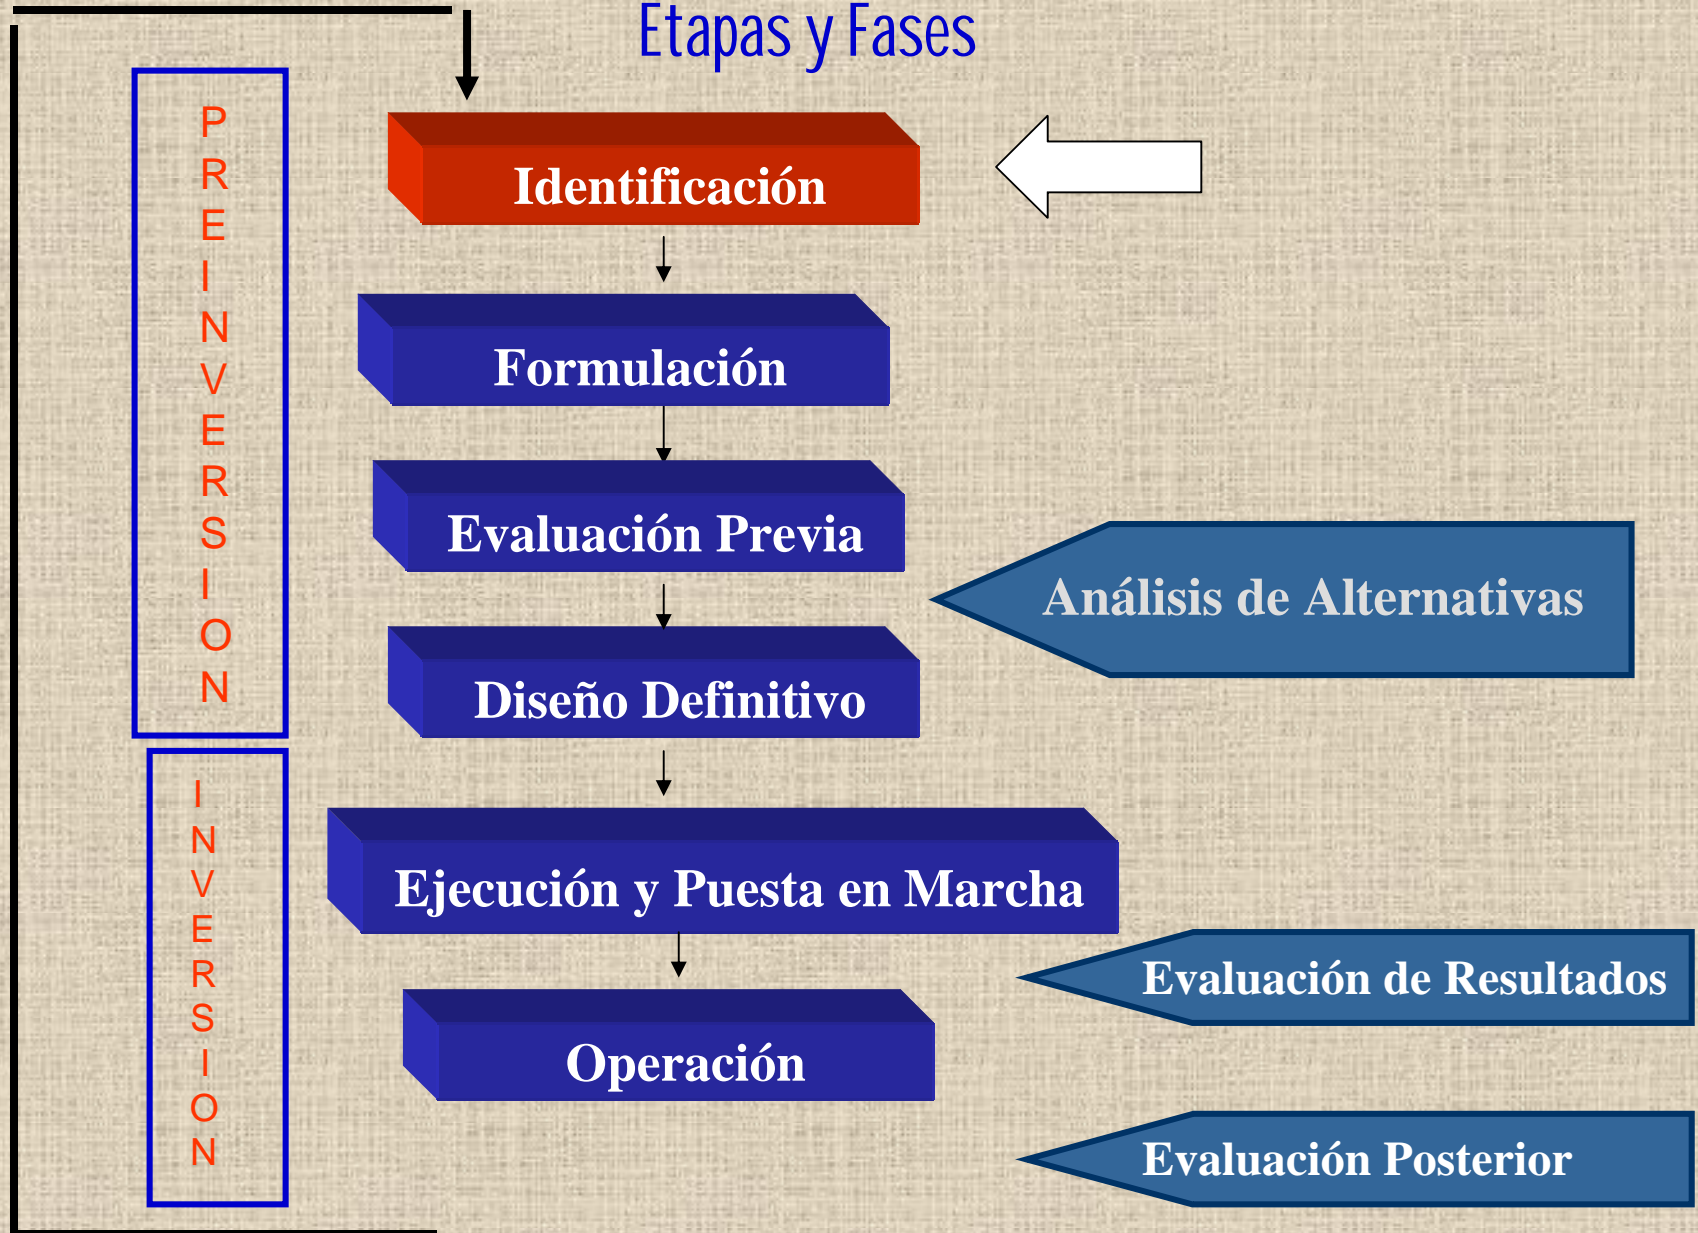 Etapas y Fases
PREINVERSION
Identificación
Formulación
Evaluación Previa
Análisis de Alternativas
Diseño Definitivo
INVERSION
Ejecución y Puesta en Marcha
Evaluación de Resultados
Operación
Evaluación Posterior